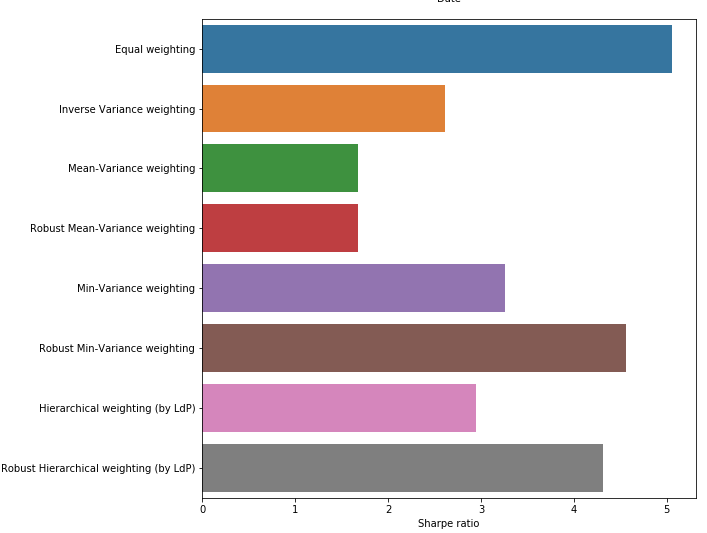 Date
Equal weighting
Inverse Variance weighting
Mean-Variance weighting
Robust Mean-Variance weighting
Min-Variance weighting
Robust Min-Variance weighting
Hierarchical weighting (by LdP)
Robust Hierarchical weighting (by LdP)
0 1 2 3 4 5
Sharpe ratio